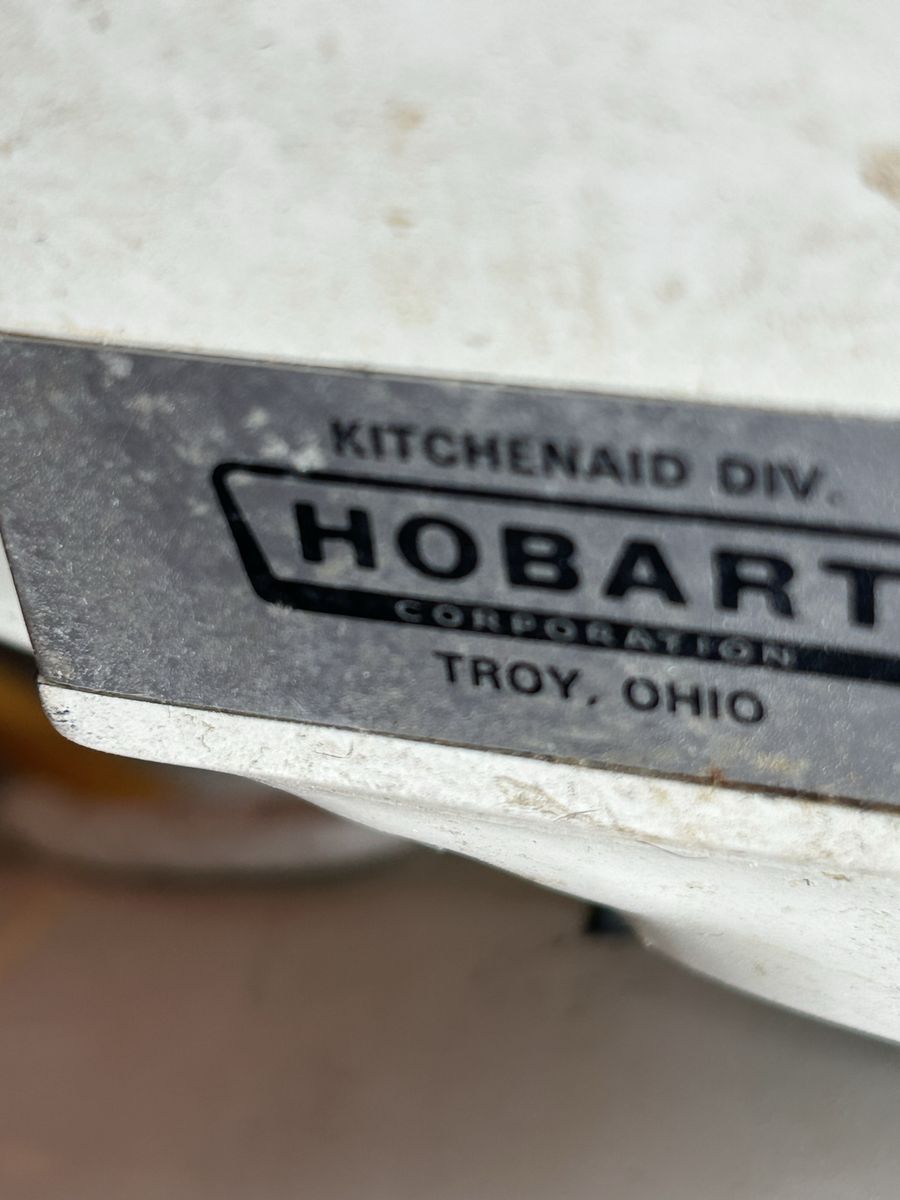 KITCHENAID DIV.
HOBART
CORPORATION
TROY, OHIO